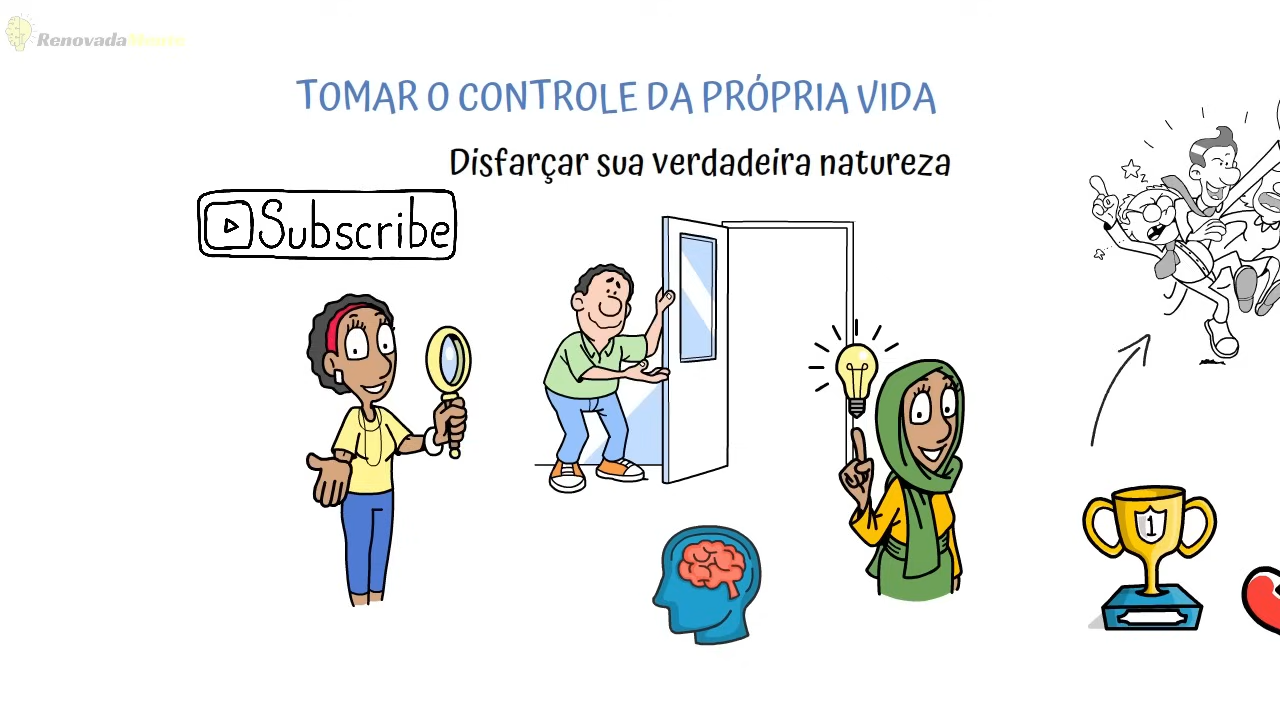 RenovadaMente
TOMAR O CONTROLE DA PRÓPRIA VIDA
Disfarçar sua verdadeira natureza
Subscribe
1